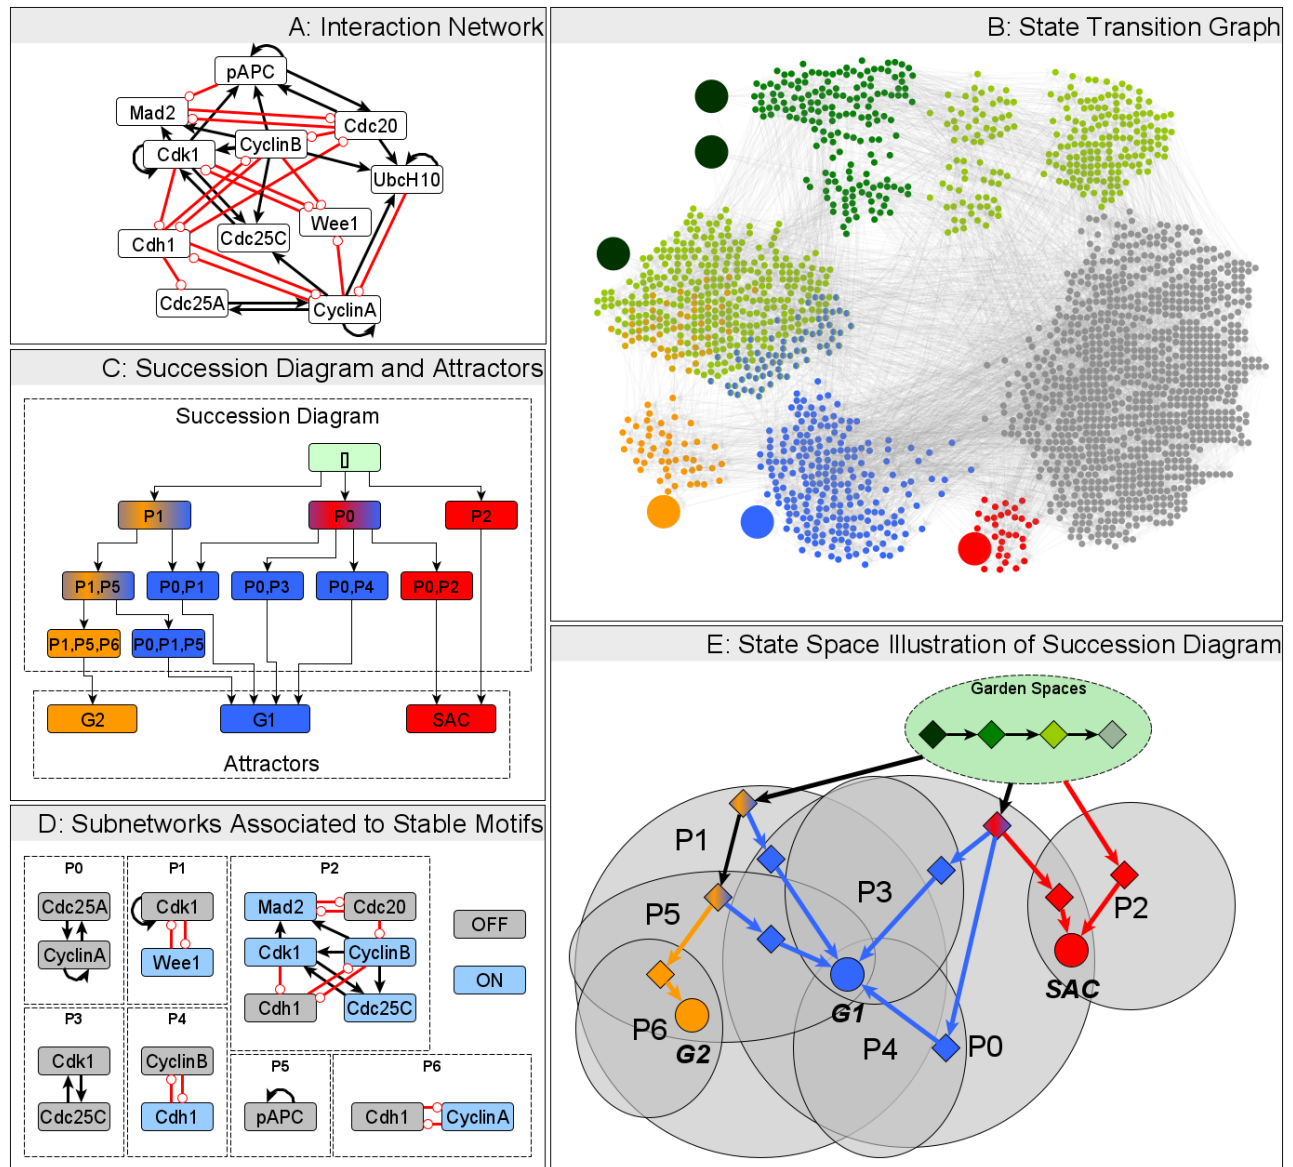 A: Interaction Network
pAPC
Mad2
Cdc20
CyclinB
Cdk1
UbcH10
Wee1
Cdc25C
Cdh1
Cdc25A
CyclinA
B: State Transition Graph
C: Succession Diagram and Attractors
Succession Diagram
[]
P1
P0
P2
P1,P5
P0,P1
P0,P3
P0,P4
P0,P2
P1,P5,P6
P0,P1,P5
G2
G1
SAC
Attractors
D: Subnetworks Associated to Stable Motifs
P0
Cdc25A
CyclinA
P1
Cdk1
Wee1
P2
Mad2
Cdc20
Cdk1
CyclinB
Cdh1
Cdc25C
OFF
ON
P3
Cdk1
Cdc25C
P4
CyclinB
Cdh1
P5
pAPC
P6
Cdh1
CyclinA
E: State Space Illustration of Succession Diagram
Garden Spaces
P1
P3
P5
P2
SAC
G1
P6
G2
P4
P0